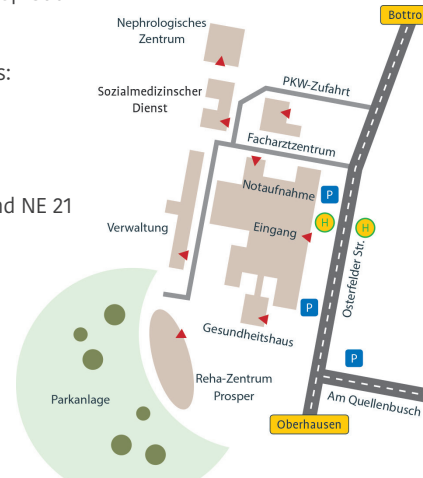 s:
nd NE 21
Nephrologisches
Zentrum
Bottro
Sozialmedizinscher
Dienst
PKW-Zufahrt
Facharztzentrum
Notaufnahme
P
H
H
Eingang
Verwaltung
Osterfelder Str.
P
Gesundheitshaus
P
Reha-Zentrum
Prosper
Parkanlage
Am Quellenbusch
Oberhausen